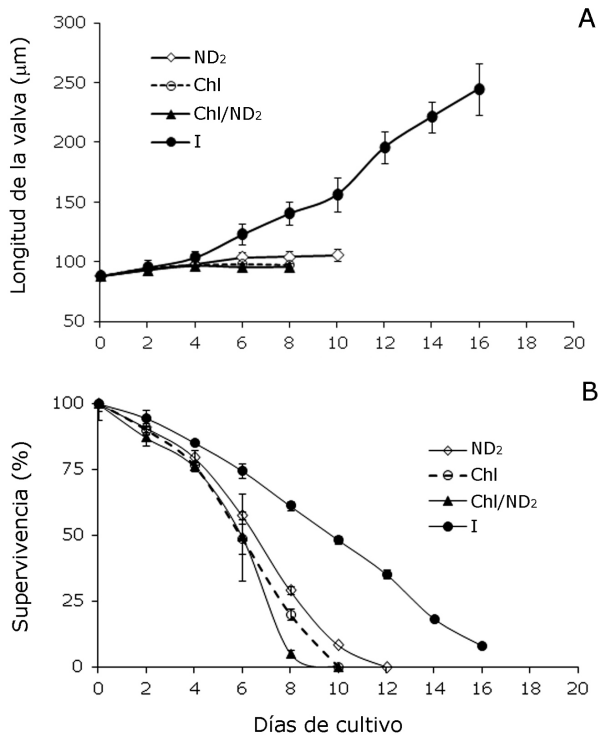 A
300
250
200
150
100
50
Longitud de la valva (µm)
ND2
Chl
Chl/ND2
I
0 2 4 6 8 10 12 14 16 18 20
B
100
75
50
25
0
Supervivencia (%)
ND2
Chl
Chl/ND2
I
0 2 4 6 8 10 12 14 16 18 20
Días de cultivo